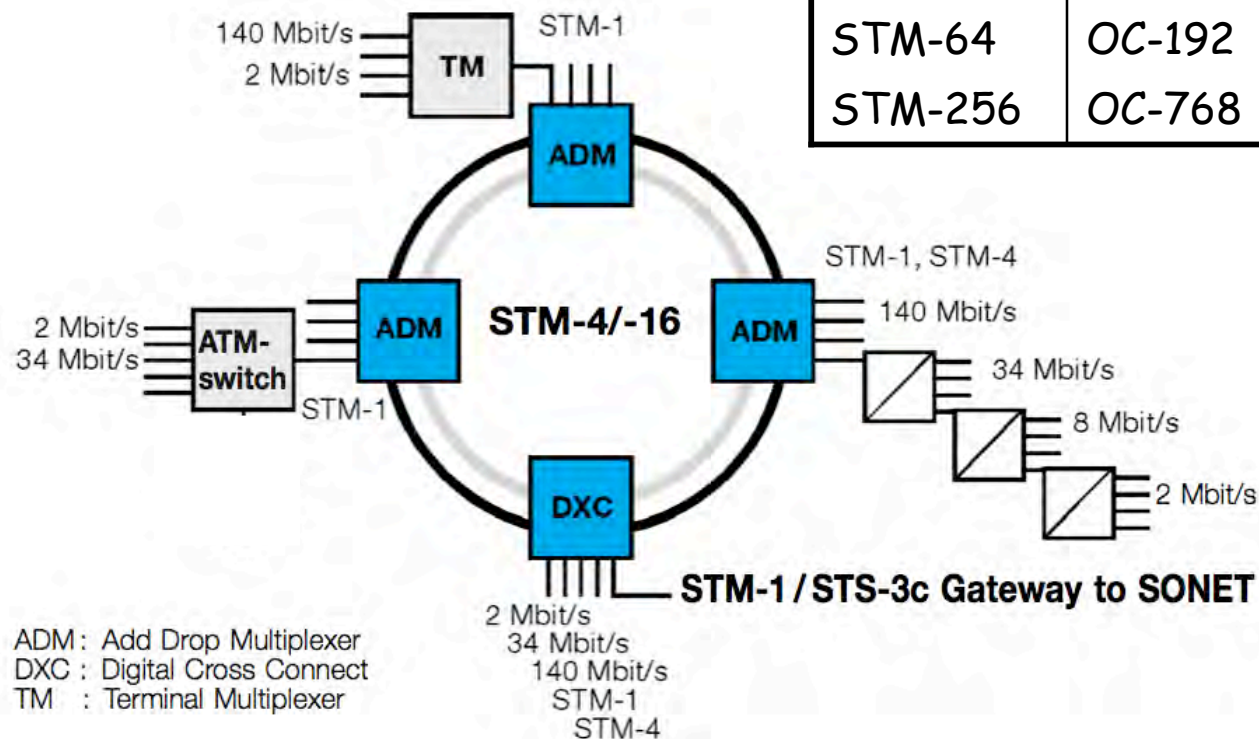 STM-64 OC-192
STM-256 OC-768
140 Mbit/s
2 Mbit/s
TM
STM-1
ADM
STM-1, STM-4
140 Mbit/s
ADM
STM-4/-16
ADM
2 Mbit/s
34 Mbit/s
ATM-
switch
STM-1
34 Mbit/s
8 Mbit/s
2 Mbit/s
DXC
STM-1 / STS-3c Gateway to SONET
2 Mbit/s
34 Mbit/s
140 Mbit/s
STM-1
STM-4
ADM : Add Drop Multiplexer
DXC : Digital Cross Connect
TM : Terminal Multiplexer